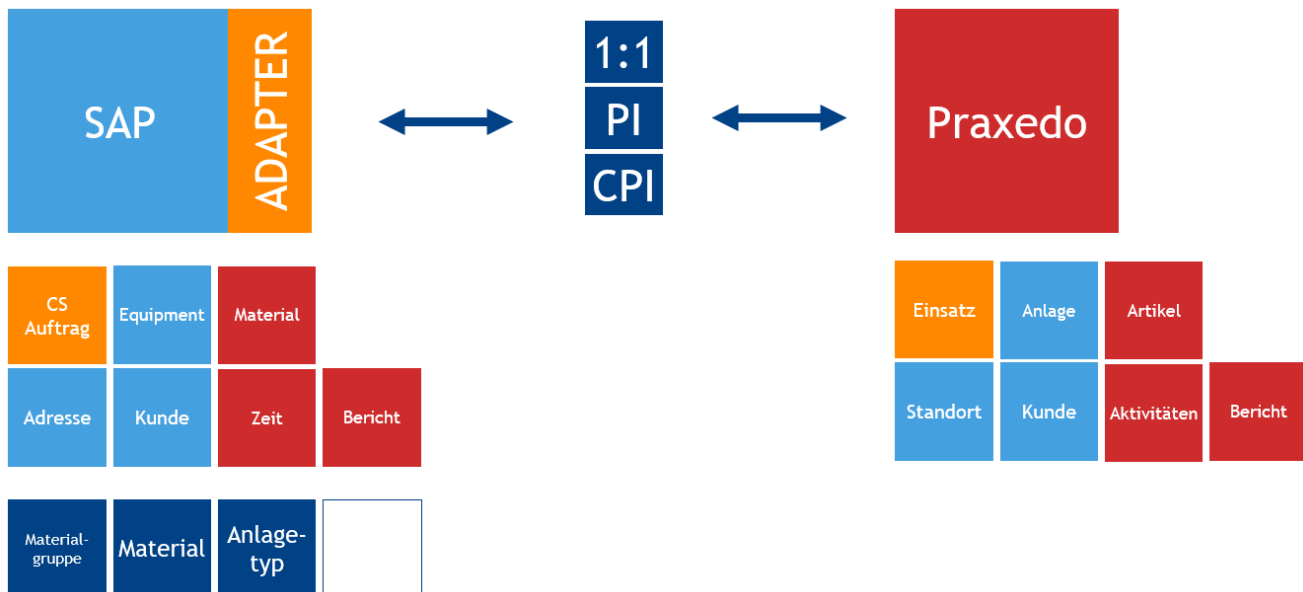 SAP
ADAPTER
1:1
PI
CPI
Praxedo
CS
Auftrag
Equipment
Material
Adresse
Kunde
Zeit
Bericht
Material-
gruppe
Material
Anlage-
typ
Einsatz
Anlage
Artikel
Standort
Kunde
Aktivitäten
Bericht